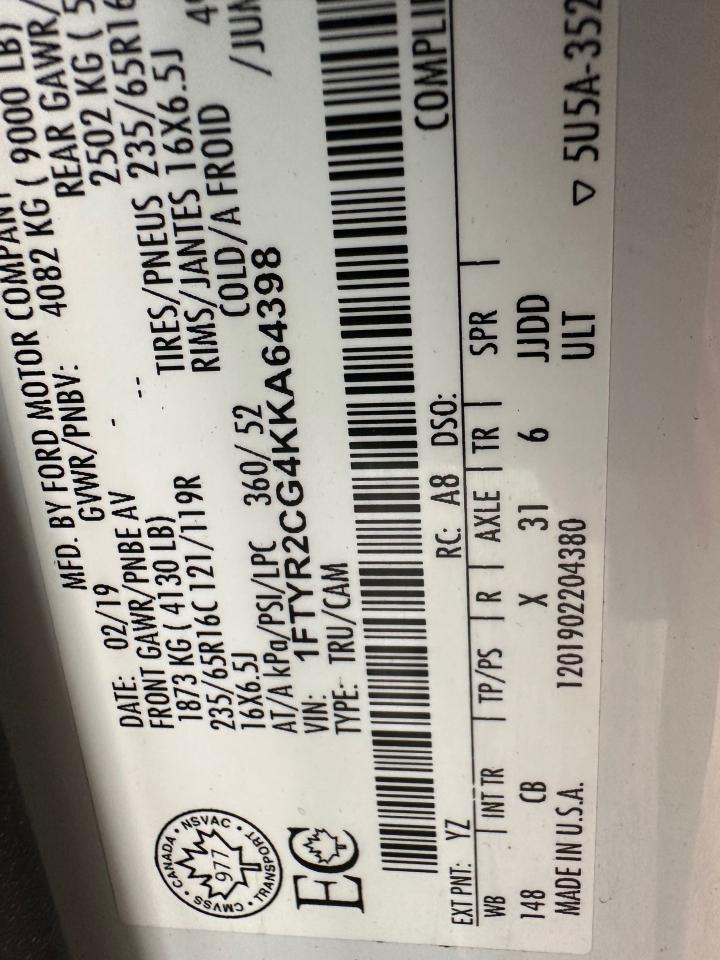 MFD. BY FORD MOTOR COMPANY
DATE: 02/19 GVWR/PNBV: 4082 KG ( 9000 LB)
FRONT GAWR/PNBE AV - REAR GAWR/
1873 KG ( 4130 LB) -- 2502 KG ( 5
235/65R16C 121/119R TIRES/PNEUS 235/65R16
16X6.5J RIMS/JANTES 16X6.5J
AT/A kPa/PSI/LPC 360/ 52 COLD/A FROID
VIN: 1FTYR2CG4KKA64398 /JUM
TYPE: TRU/CAM
CANADA • NSVAC • TRANSPORT • CMVSS •
977
EC
COMPLI
EXT PNT: YZ RC: A8 DSO:
WB INT TR TP/PS R AXLE TR SPR
148 CB X 31 6 JJDD
MADE IN U.S.A. 1201902204380 ULT
▽ 5U5A-352